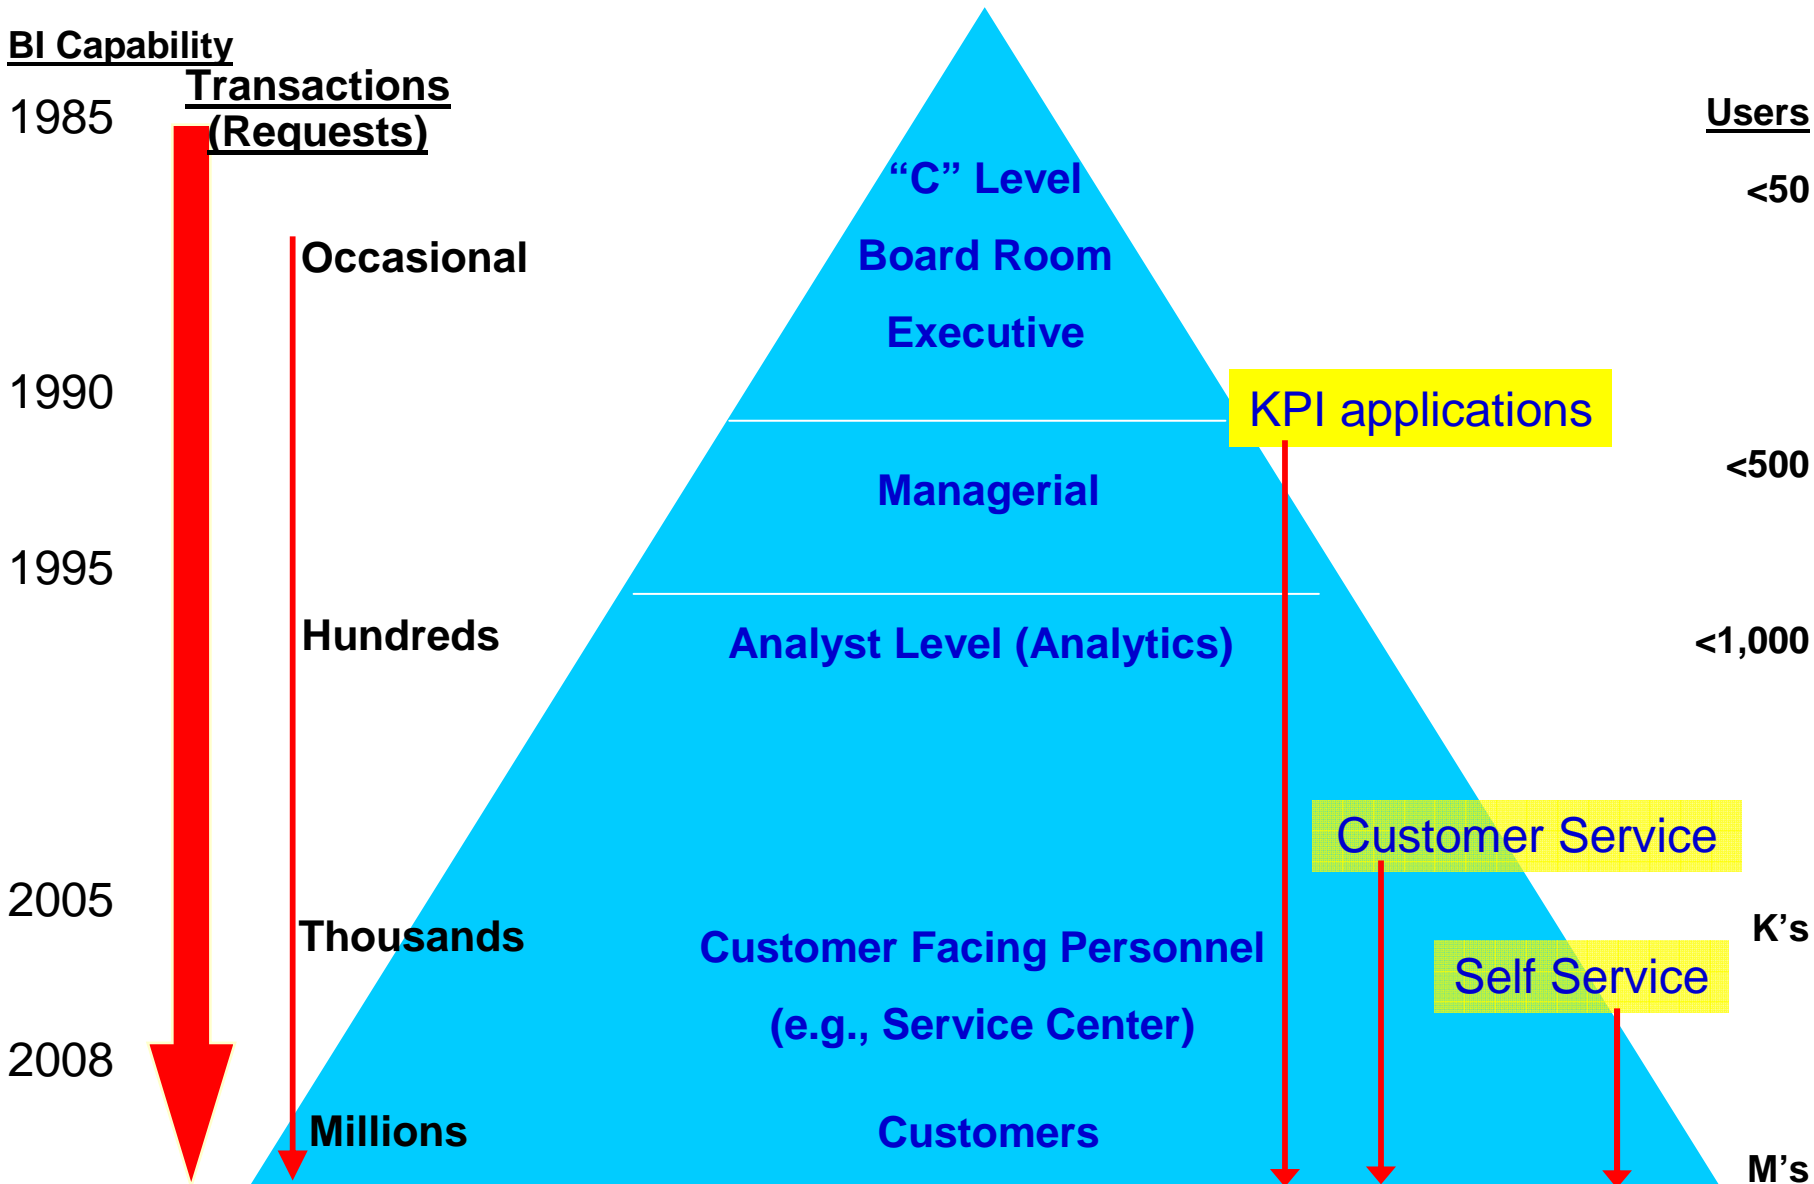 BI Capability
Transactions
(Requests)
1985
Users
“C” Level
<50
Board Room
Occasional
Executive
1990
KPI applications
<500
Managerial
1995
Hundreds
Analyst Level (Analytics)
<1,000
Customer Service
2005
Thousands
Customer Facing Personnel
K’s
Self Service
(e.g., Service Center)
2008
Millions
Customers
M’s